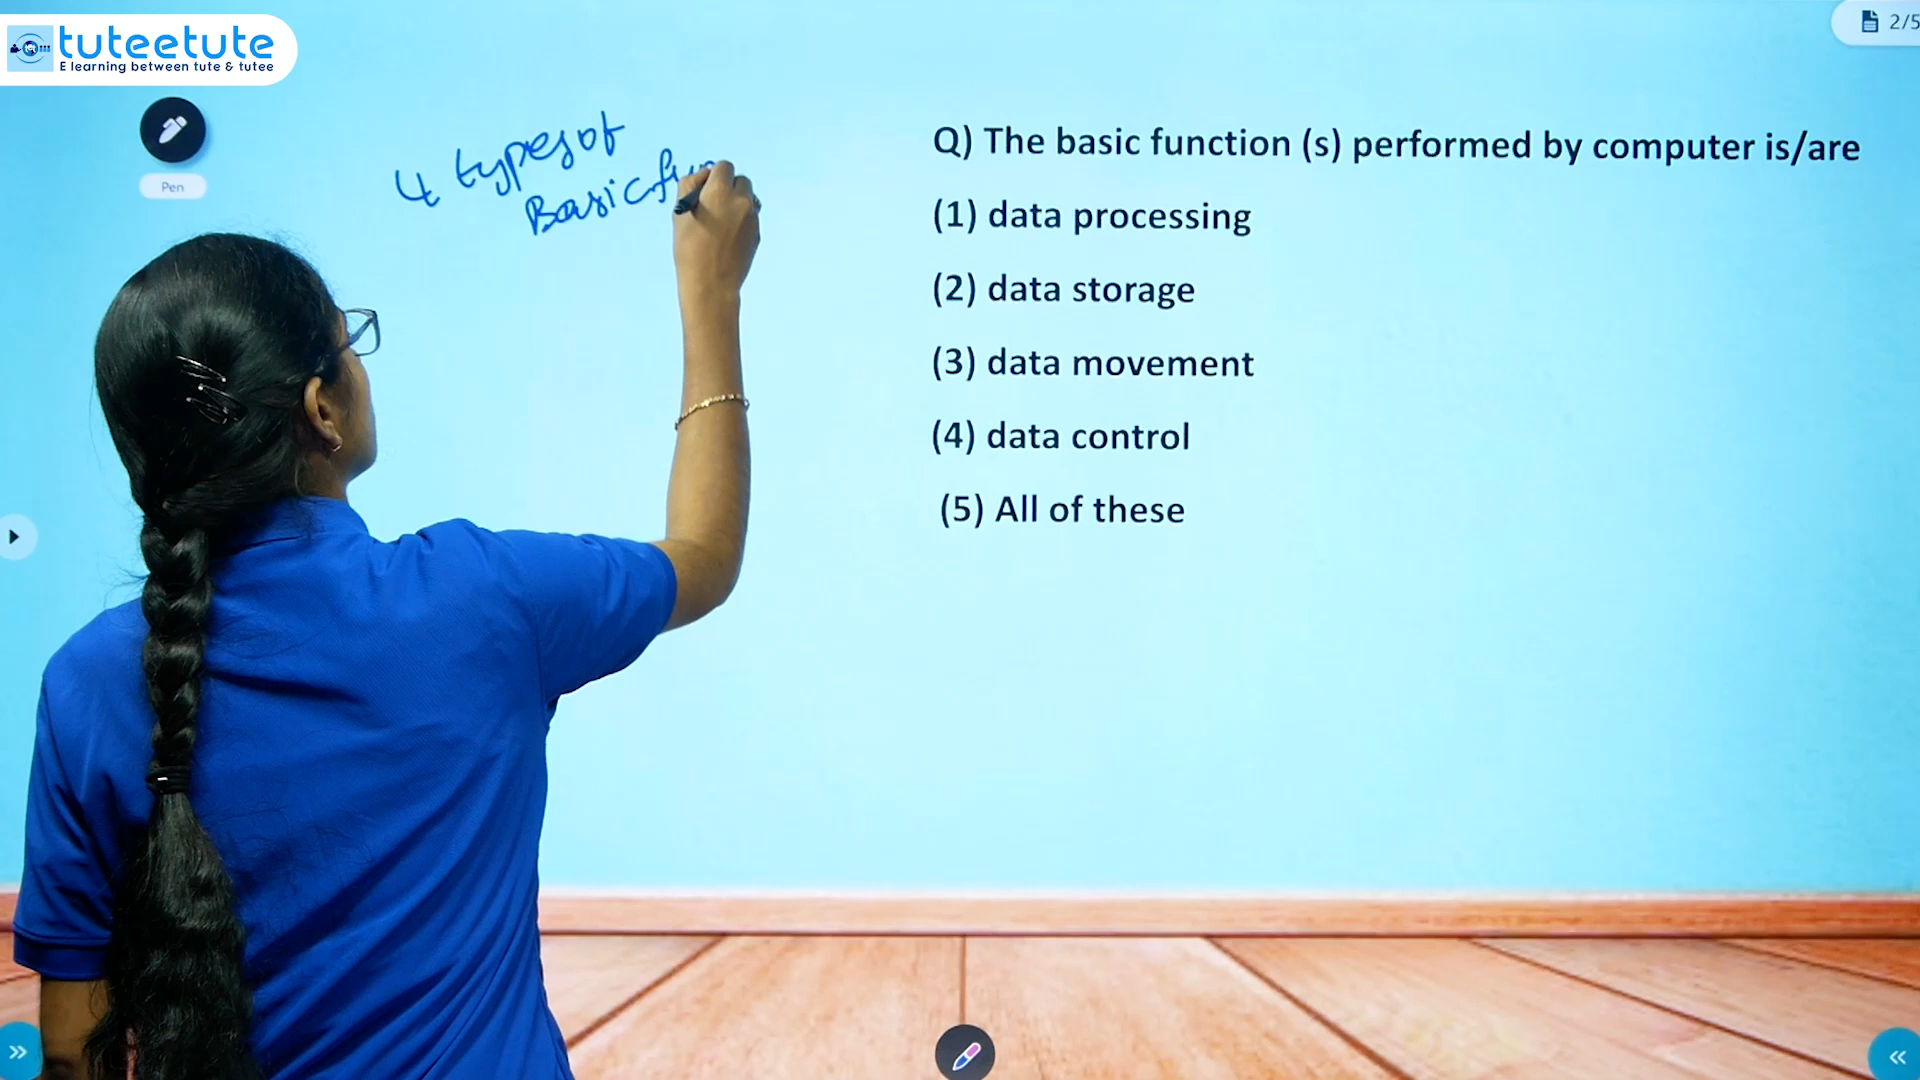 tuteetute
E learning between tute & tutee
2/5
Pen
4 types of
Basic fun
Q) The basic function (s) performed by computer is/are
(1) data processing
(2) data storage
(3) data movement
(4) data control
(5) All of these